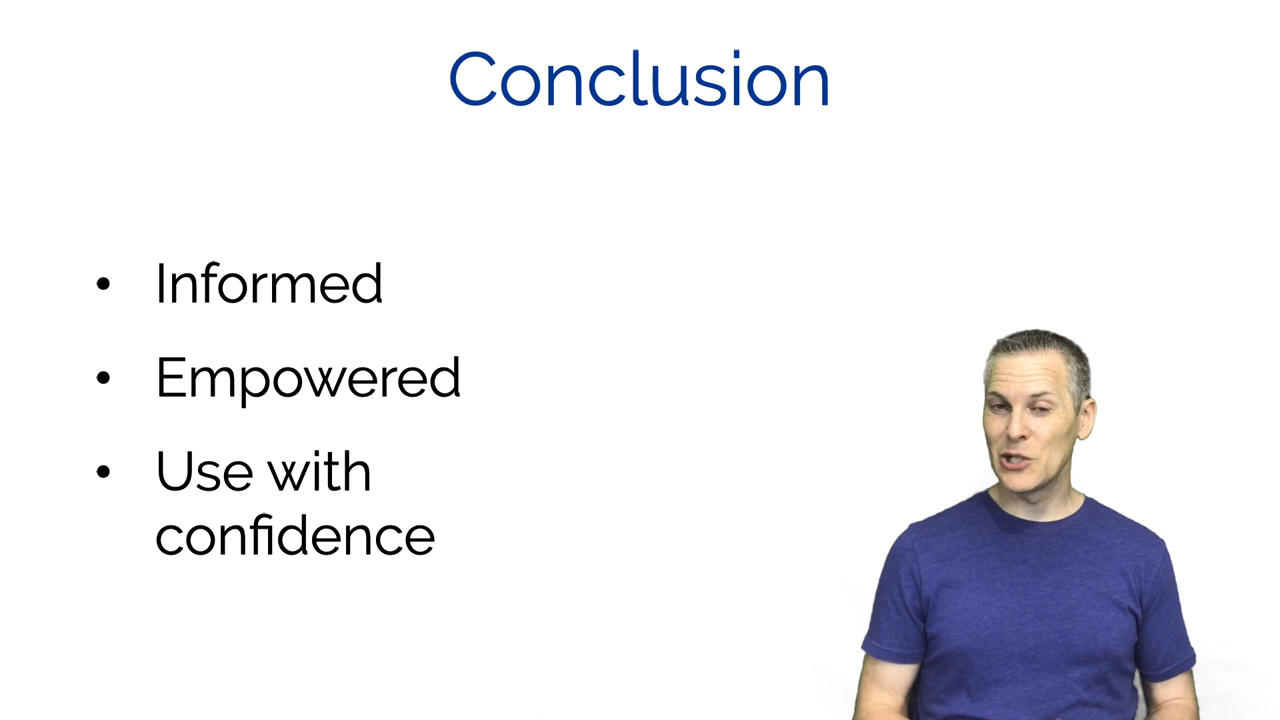 Conclusion
• Informed
• Empowered
• Use with
confidence